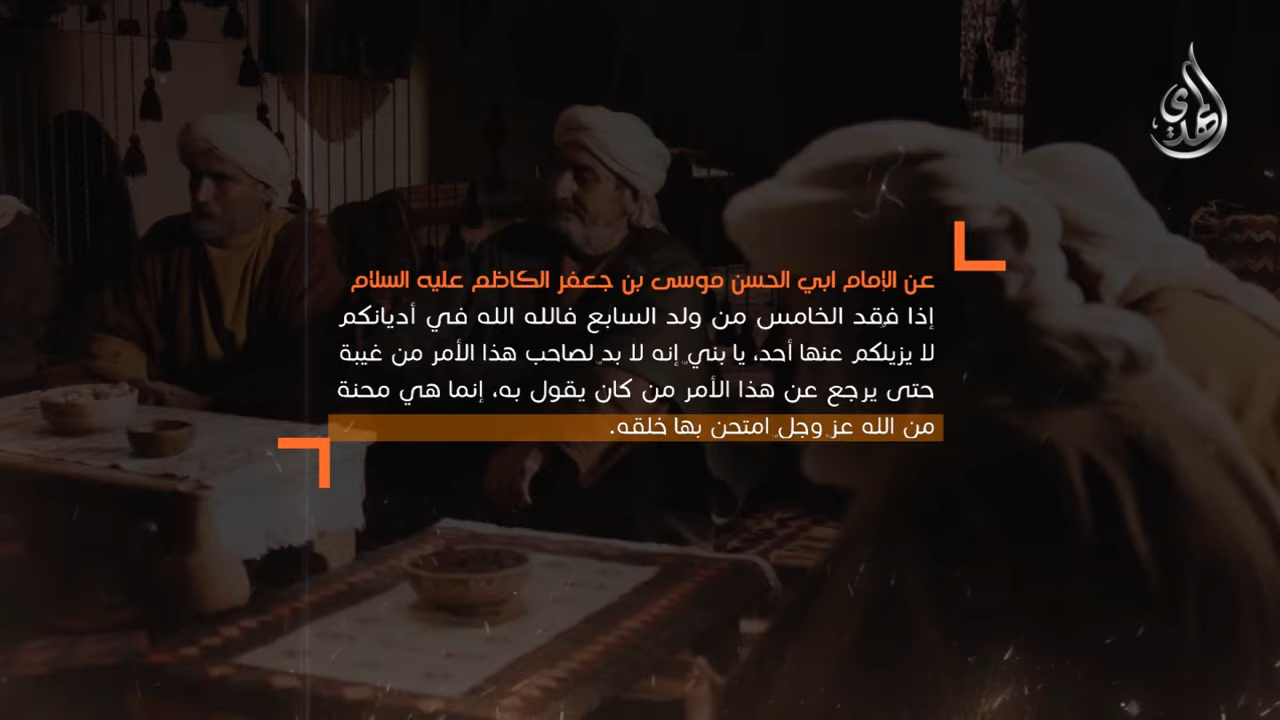 المهدي
عن الإمام ابي الحسن موسى بن جعفر الكاظم عليه السلام
إذا فُقد الخامس من ولد السابع فالله الله في أديانكم
لا يزيلكم عنها أحد، يا بنيّ إنه لا بدّ لصاحب هذا الأمر من غيبة
حتى يرجع عن هذا الأمر من كان يقول به، إنما هي محنة
من الله عزّ وجلّ امتحن بها خلقه.